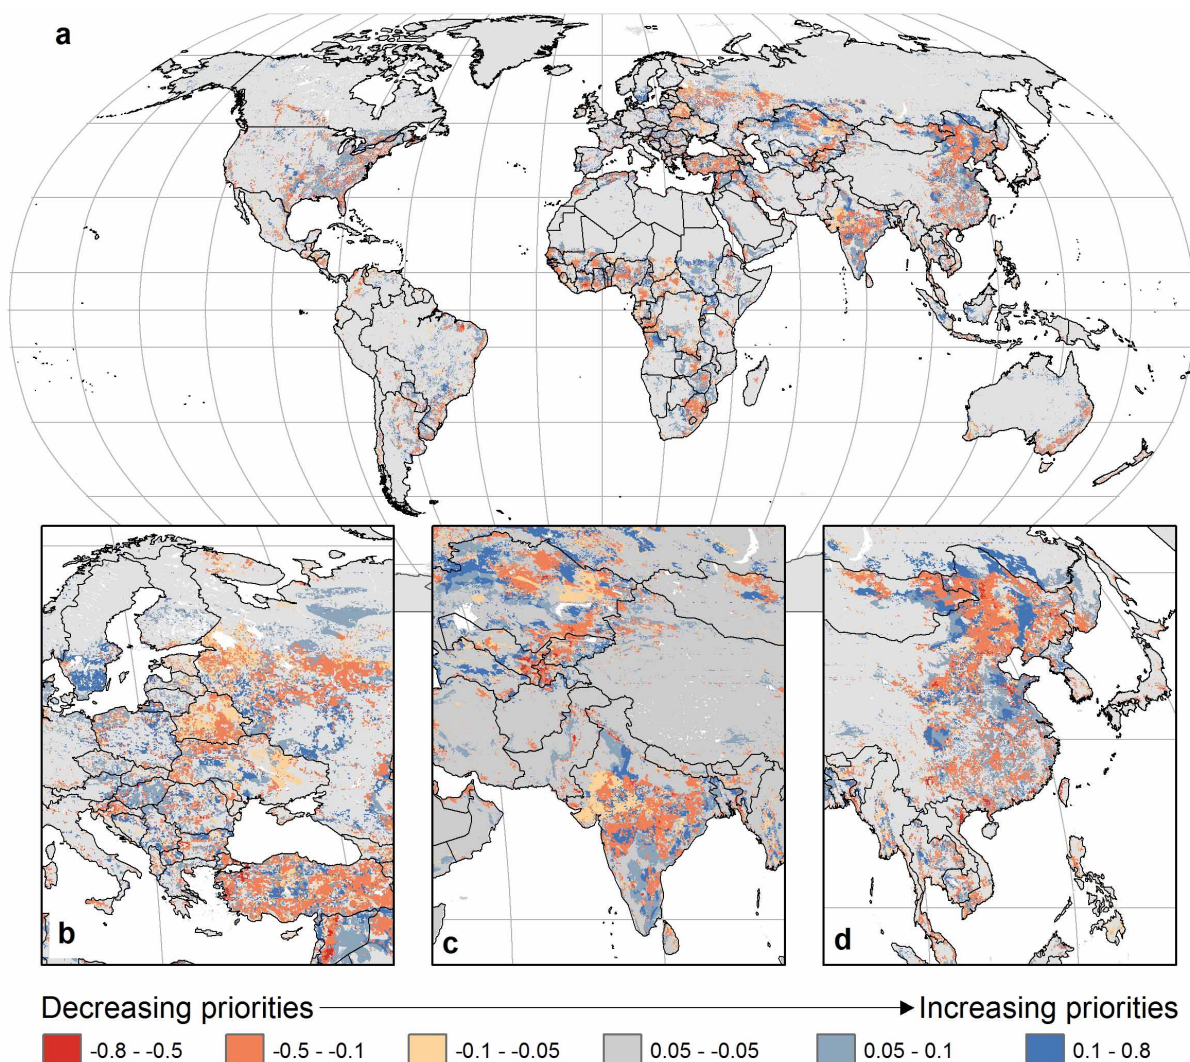 a
b
c
d
Decreasing priorities
Increasing priorities
-0.8 - -0.5
-0.5 - -0.1
-0.1 - -0.05
0.05 - -0.05
0.05 - 0.1
0.1 - 0.8